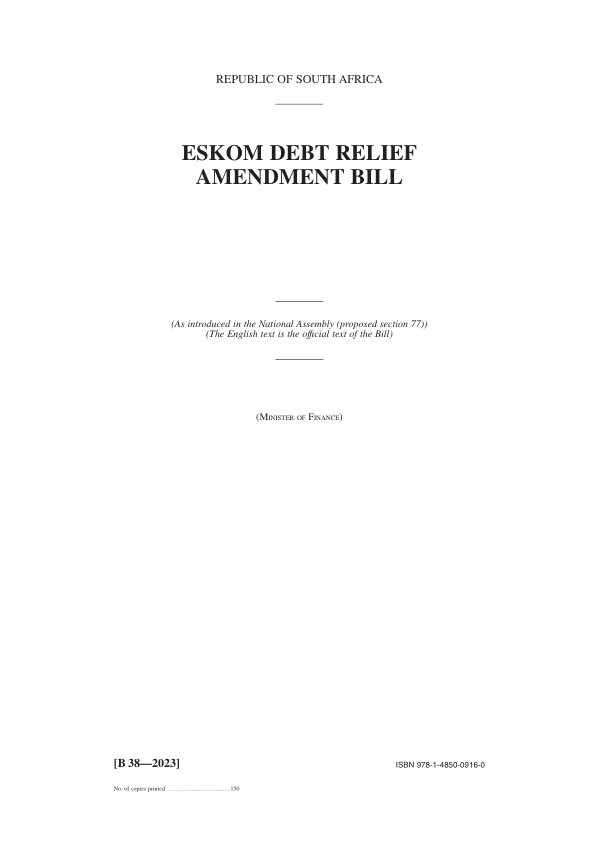 REPUBLIC OF SOUTH AFRICA
ESKOM DEBT RELIEF
AMENDMENT BILL
(As introduced in the National Assembly (proposed section 77))
(The English text is the official text of the Bill)
(Minister of Finance)
[B 38—2023]
ISBN 978-1-4850-0916-0
No. of copies printed ........................................150